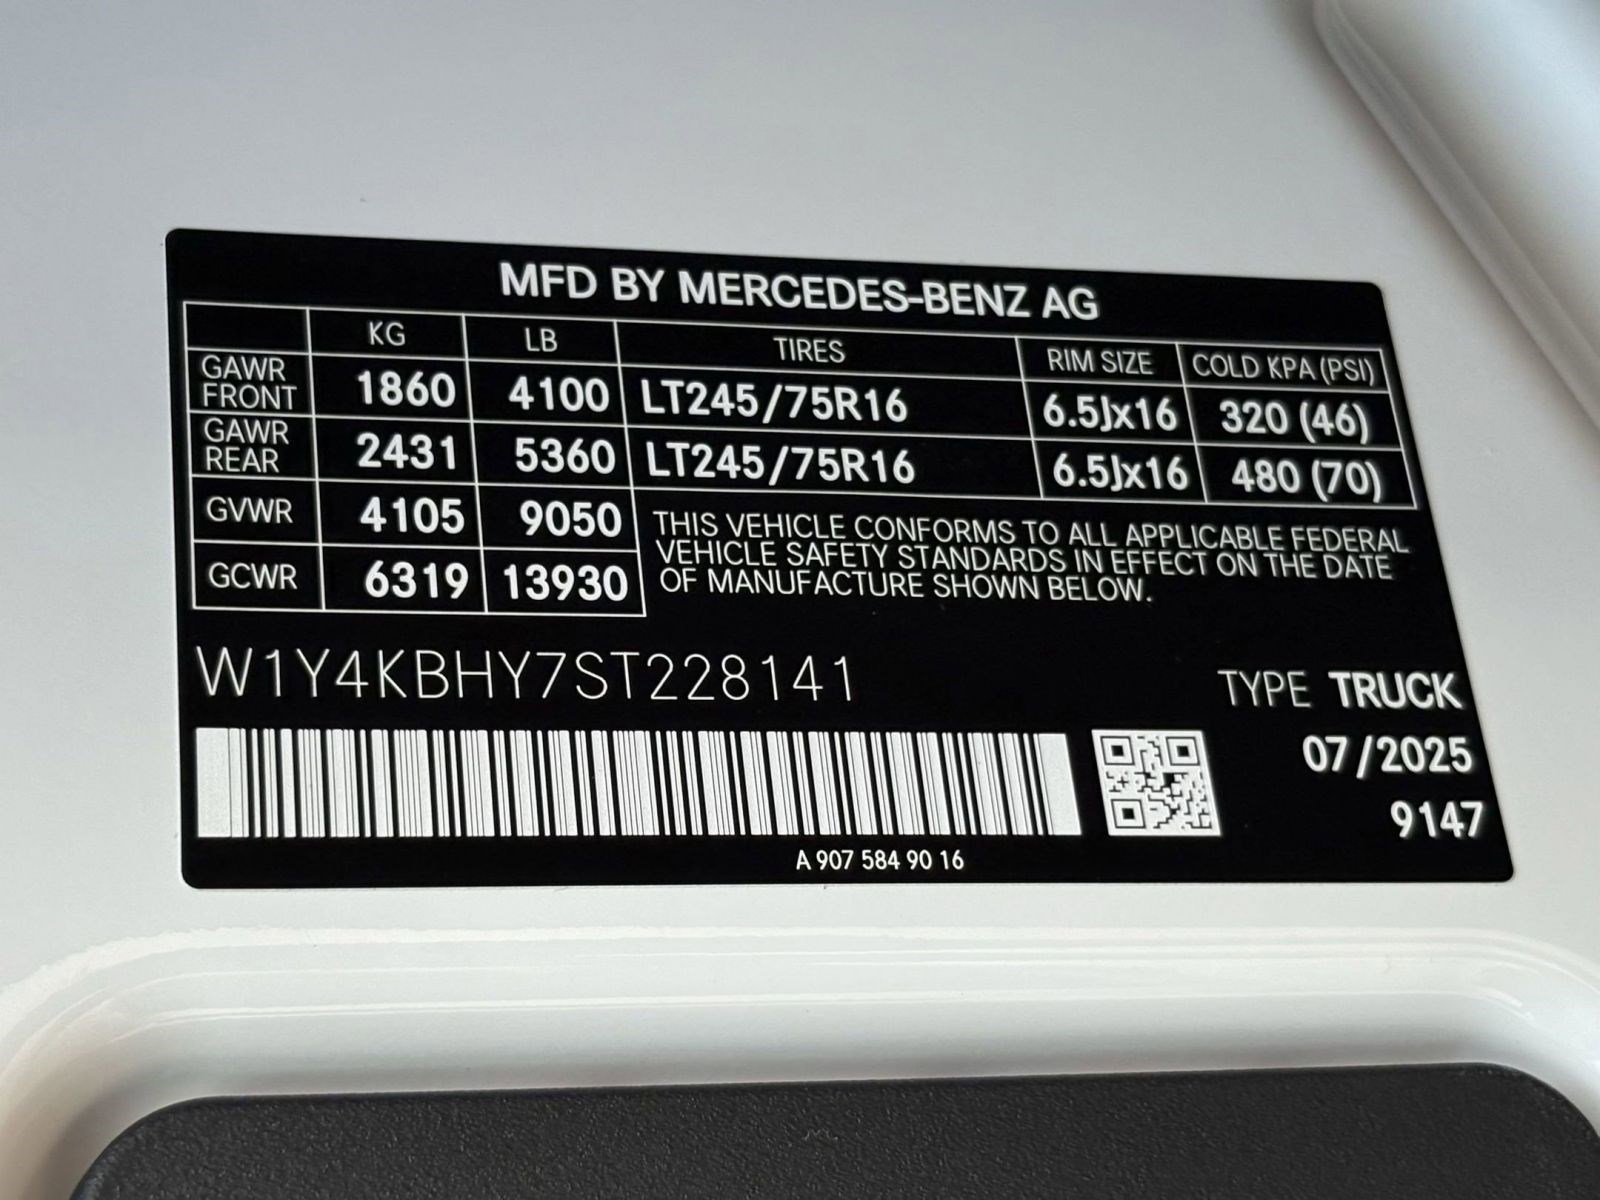 MFD BY MERCEDES-BENZ AG
KG LB TIRES RIM SIZE COLD KPA (PSI)
GAWR FRONT 1860 4100 LT245/75R16 6.5Jx16 320 (46)
GAWR REAR 2431 5360 LT245/75R16 6.5Jx16 480 (70)
GVWR 4105 9050
GCWR 6319 13930
THIS VEHICLE CONFORMS TO ALL APPLICABLE FEDERAL
VEHICLE SAFETY STANDARDS IN EFFECT ON THE DATE
OF MANUFACTURE SHOWN BELOW.
W1Y4KBHY7ST228141
TYPE TRUCK
07/2025
9147
A 907 584 90 16